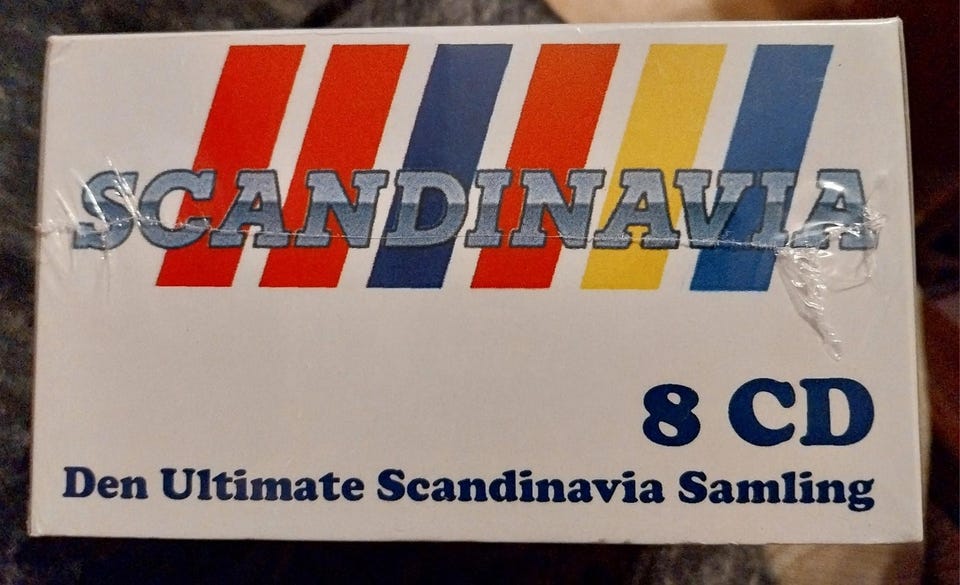 SCANDINAVIA
8 CD
Den Ultimate Scandinavia Samling